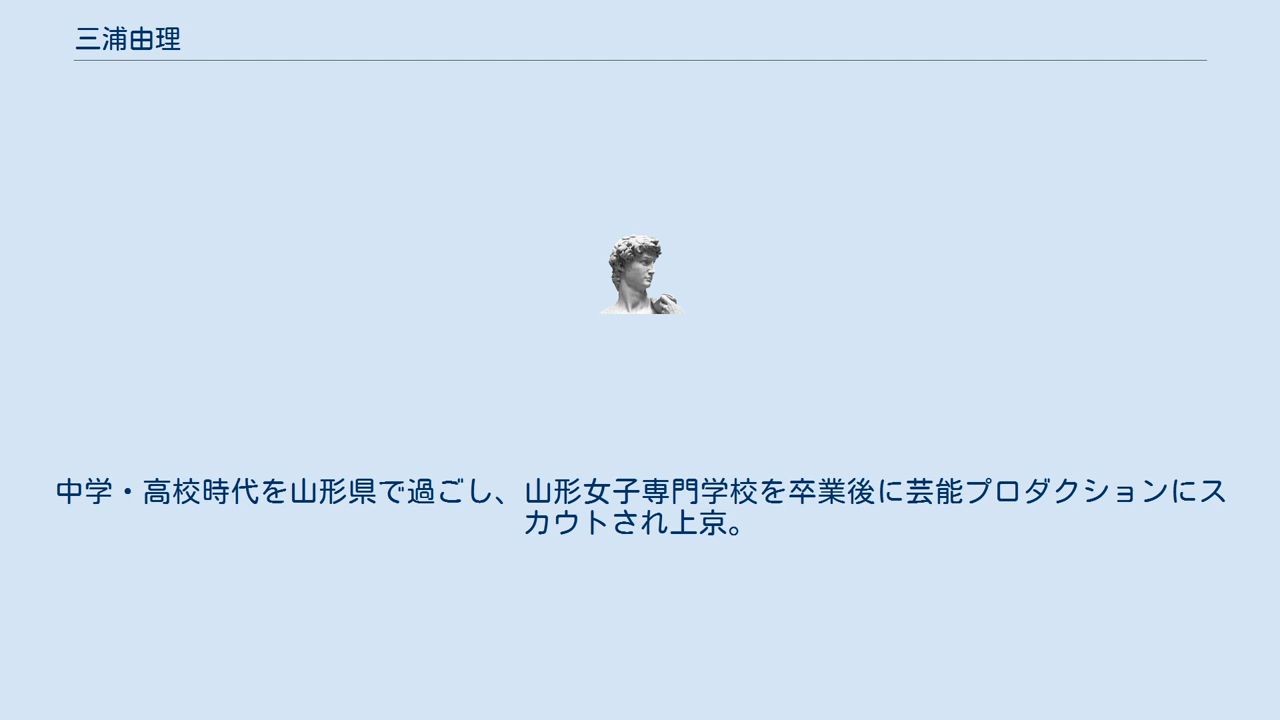 三浦由理
中学・高校時代を山形県で過ごし、山形女子専門学校を卒業後に芸能プロダクションにス
カウトされ上京。